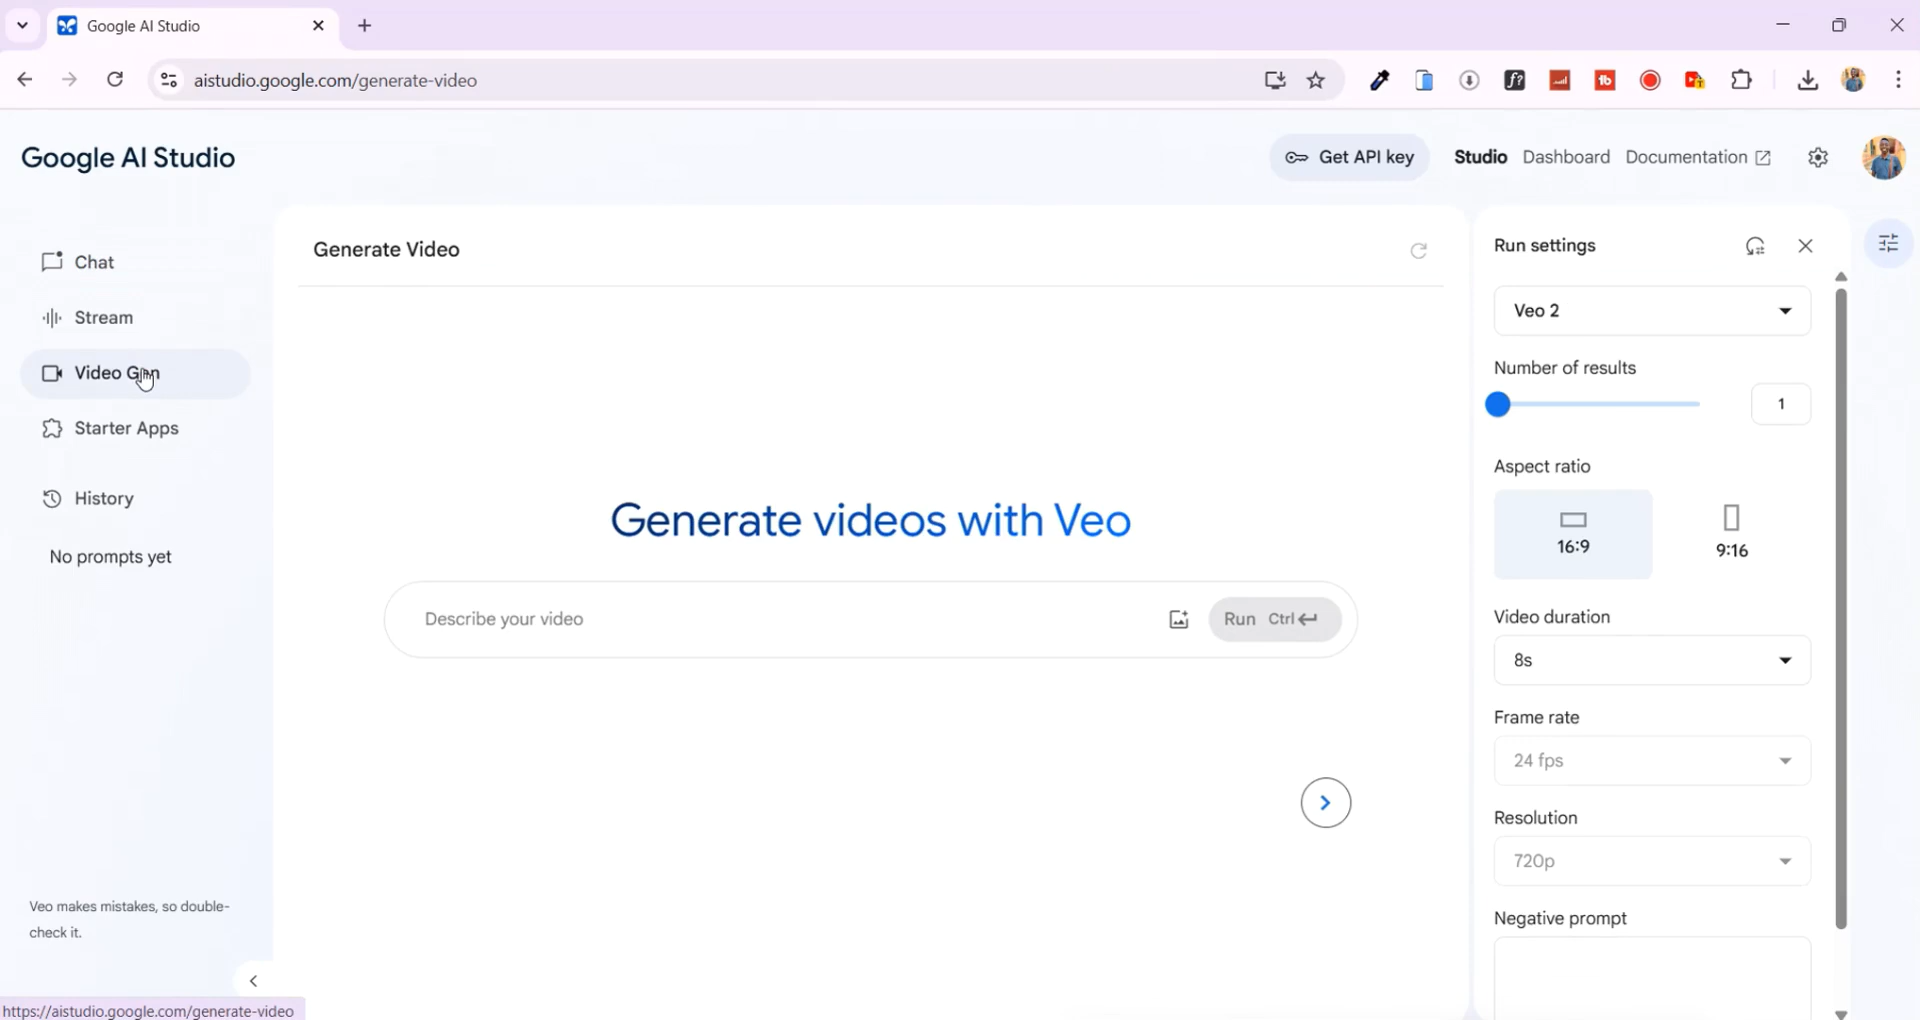 Google AI Studio
aistudio.google.com/generate-video
Google AI Studio
Get API key
Studio
Dashboard
Documentation
Chat
Stream
Video Gen
Starter Apps
History
No prompts yet
Veo makes mistakes, so double-
check it.
Generate Video
Generate videos with Veo
Describe your video
Run Ctrl
Run settings
Veo 2
Number of results
1
Aspect ratio
16:9
9:16
Video duration
8s
Frame rate
24 fps
Resolution
720p
Negative prompt
https://aistudio.google.com/generate-video